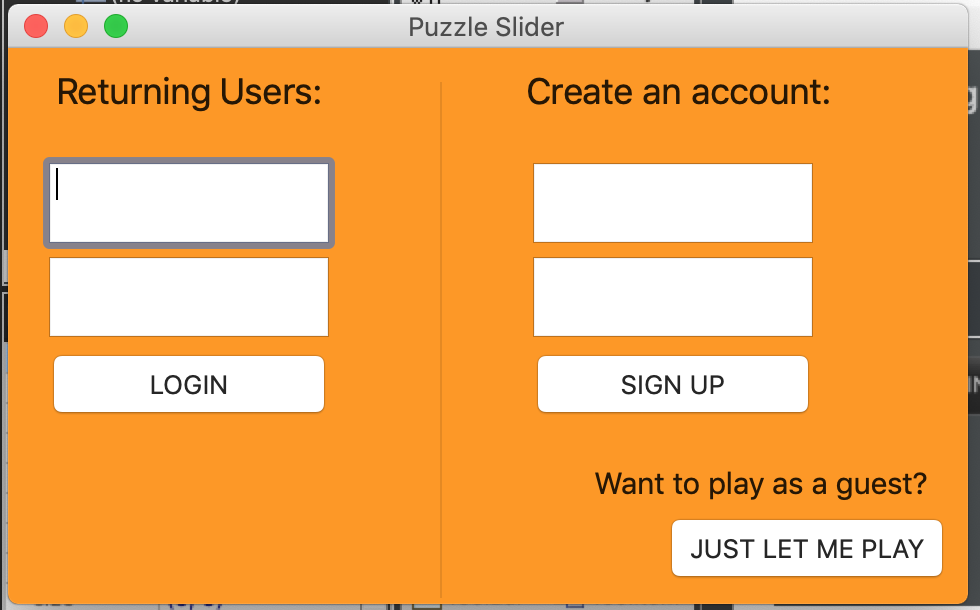 Puzzle Slider
Returning Users:
LOGIN
Create an account:
SIGN UP
Want to play as a guest?
JUST LET ME PLAY